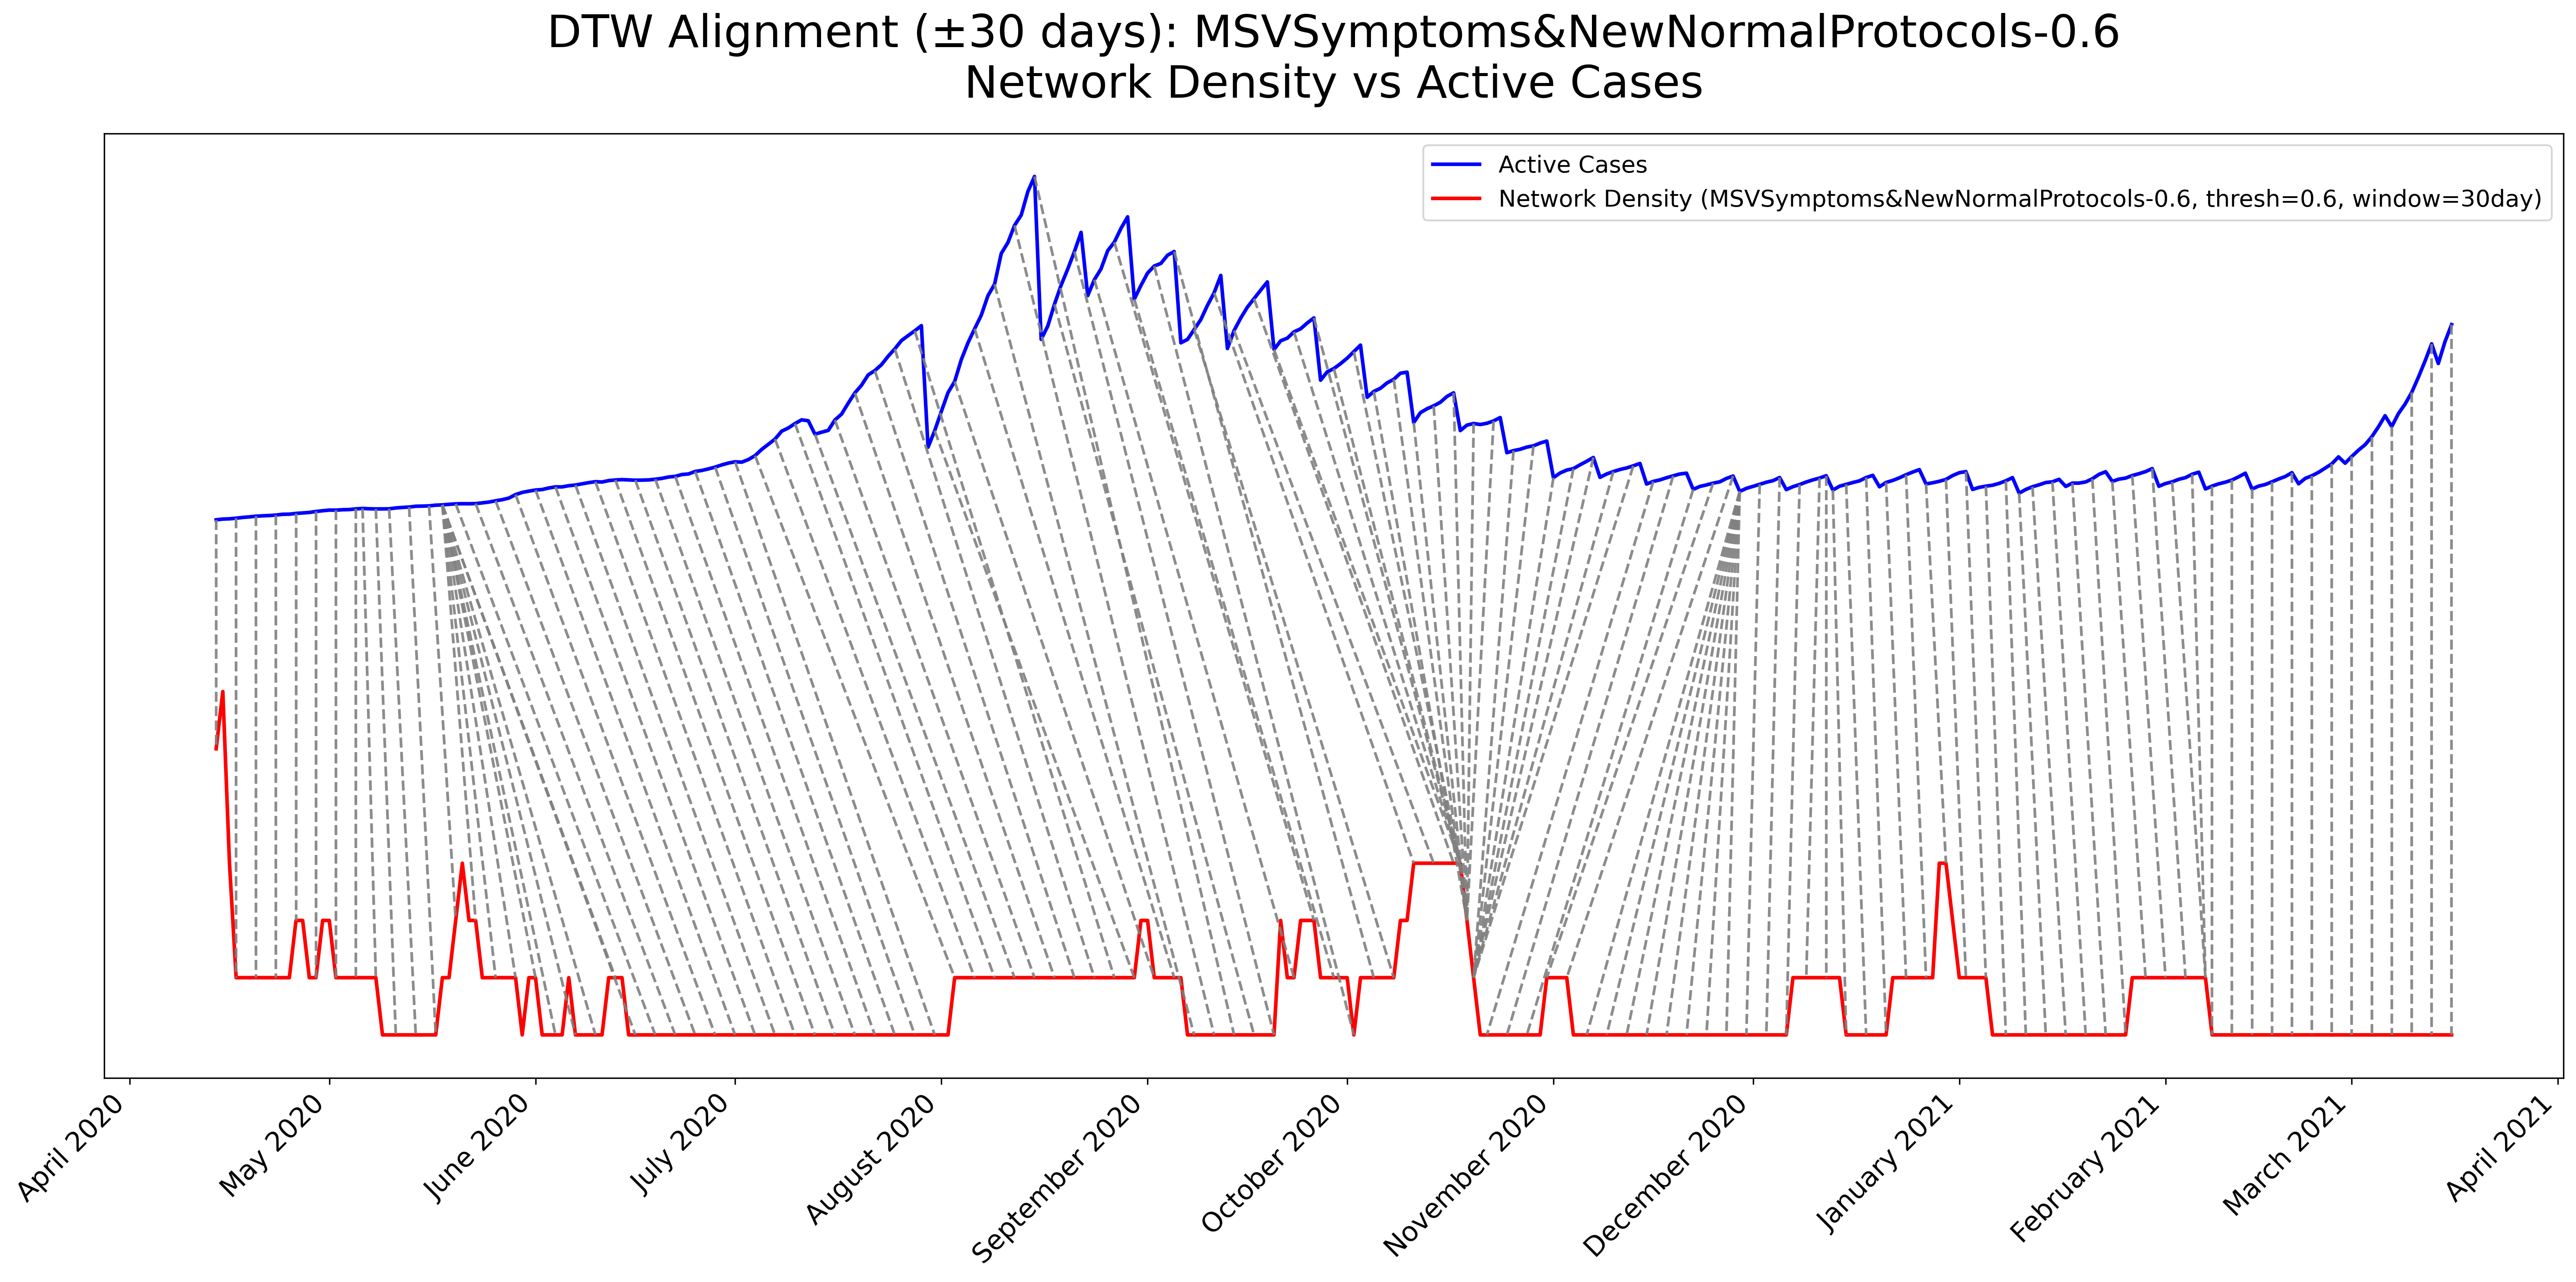 DTW Alignment (±30 days): MSVSymptoms&NewNormalProtocols-0.6
Network Density vs Active Cases
Active Cases
Network Density (MSVSymptoms&NewNormalProtocols-0.6, thresh=0.6, window=30day)
April 2020
May 2020
June 2020
July 2020
August 2020
September 2020
October 2020
November 2020
December 2020
January 2021
February 2021
March 2021
April 2021